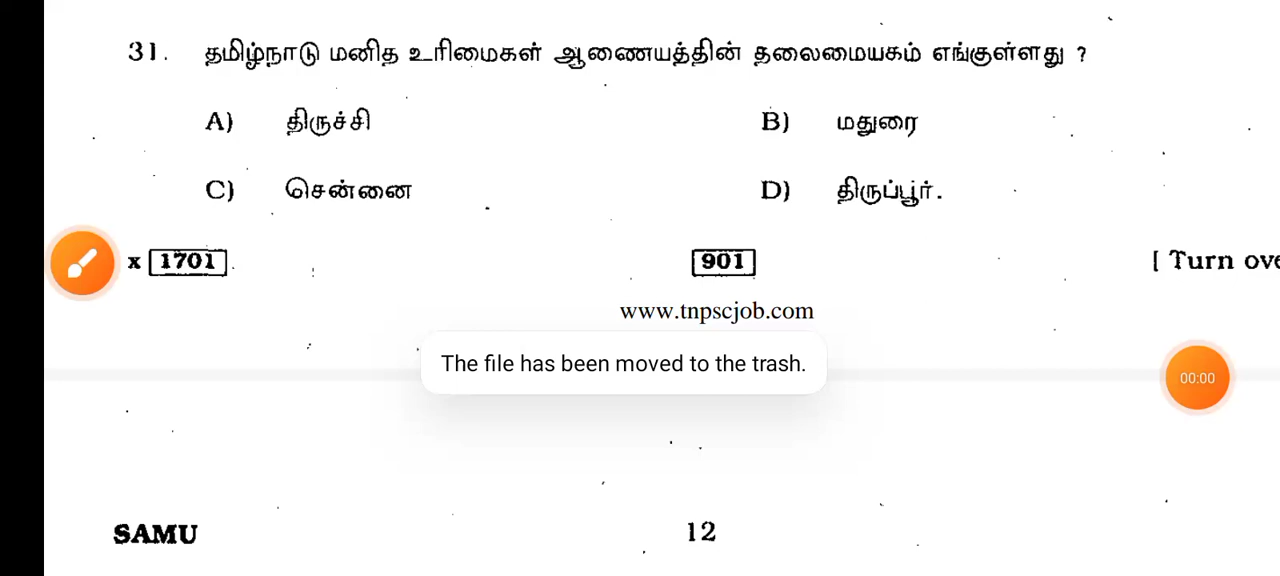 31. தமிழ்நாடு மனித உரிமைகள் ஆணையத்தின் தலைமையகம் எங்குள்ளது ?
A) திருச்சி B) மதுரை
C) சென்னை D) திருப்பூர்.
x 1701 901 [ Turn ove
www.tnpscjob.com
The file has been moved to the trash.
00:00
SAMU 12